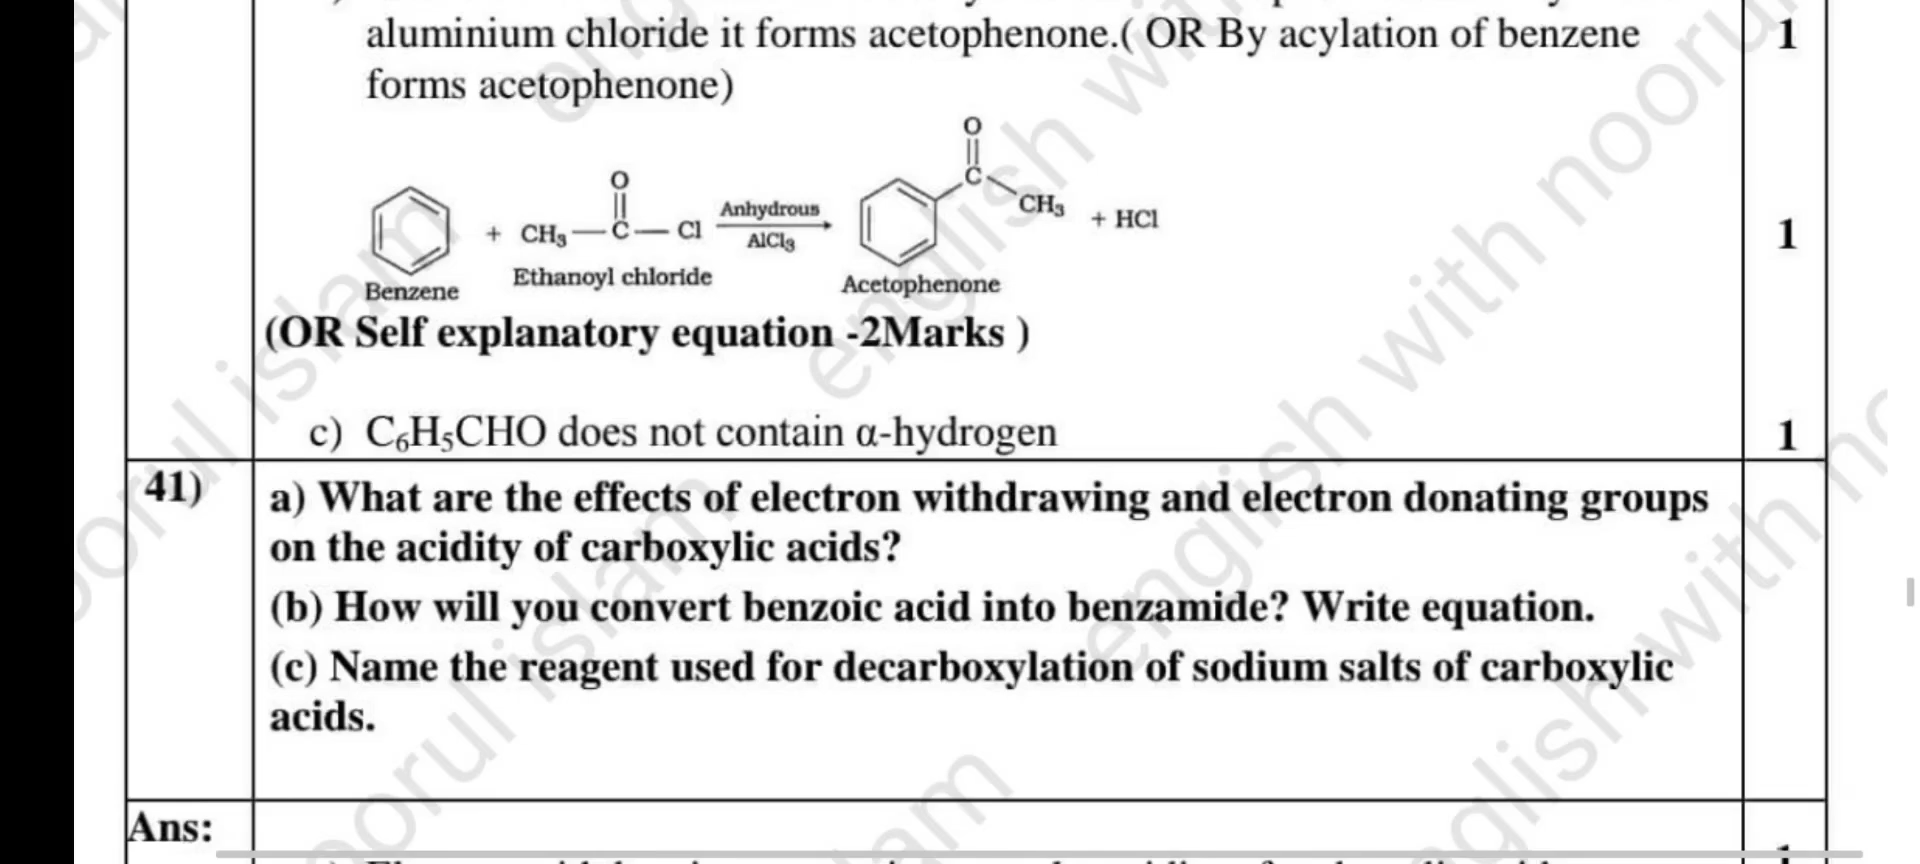 aluminium chloride it forms acetophenone.( OR By acylation of benzene 1
forms acetophenone)
O
O
C
CH₃
+ CH₃ — C — Cl
Anhydrous
AlCl₃
+ HCl
1
Ethanoyl chloride
Benzene
Acetophenone
(OR Self explanatory equation -2Marks )
c) C₆H₅CHO does not contain α-hydrogen 1
41) a) What are the effects of electron withdrawing and electron donating groups
on the acidity of carboxylic acids?
(b) How will you convert benzoic acid into benzamide? Write equation.
(c) Name the reagent used for decarboxylation of sodium salts of carboxylic
acids.
Ans:
english with noorul islam